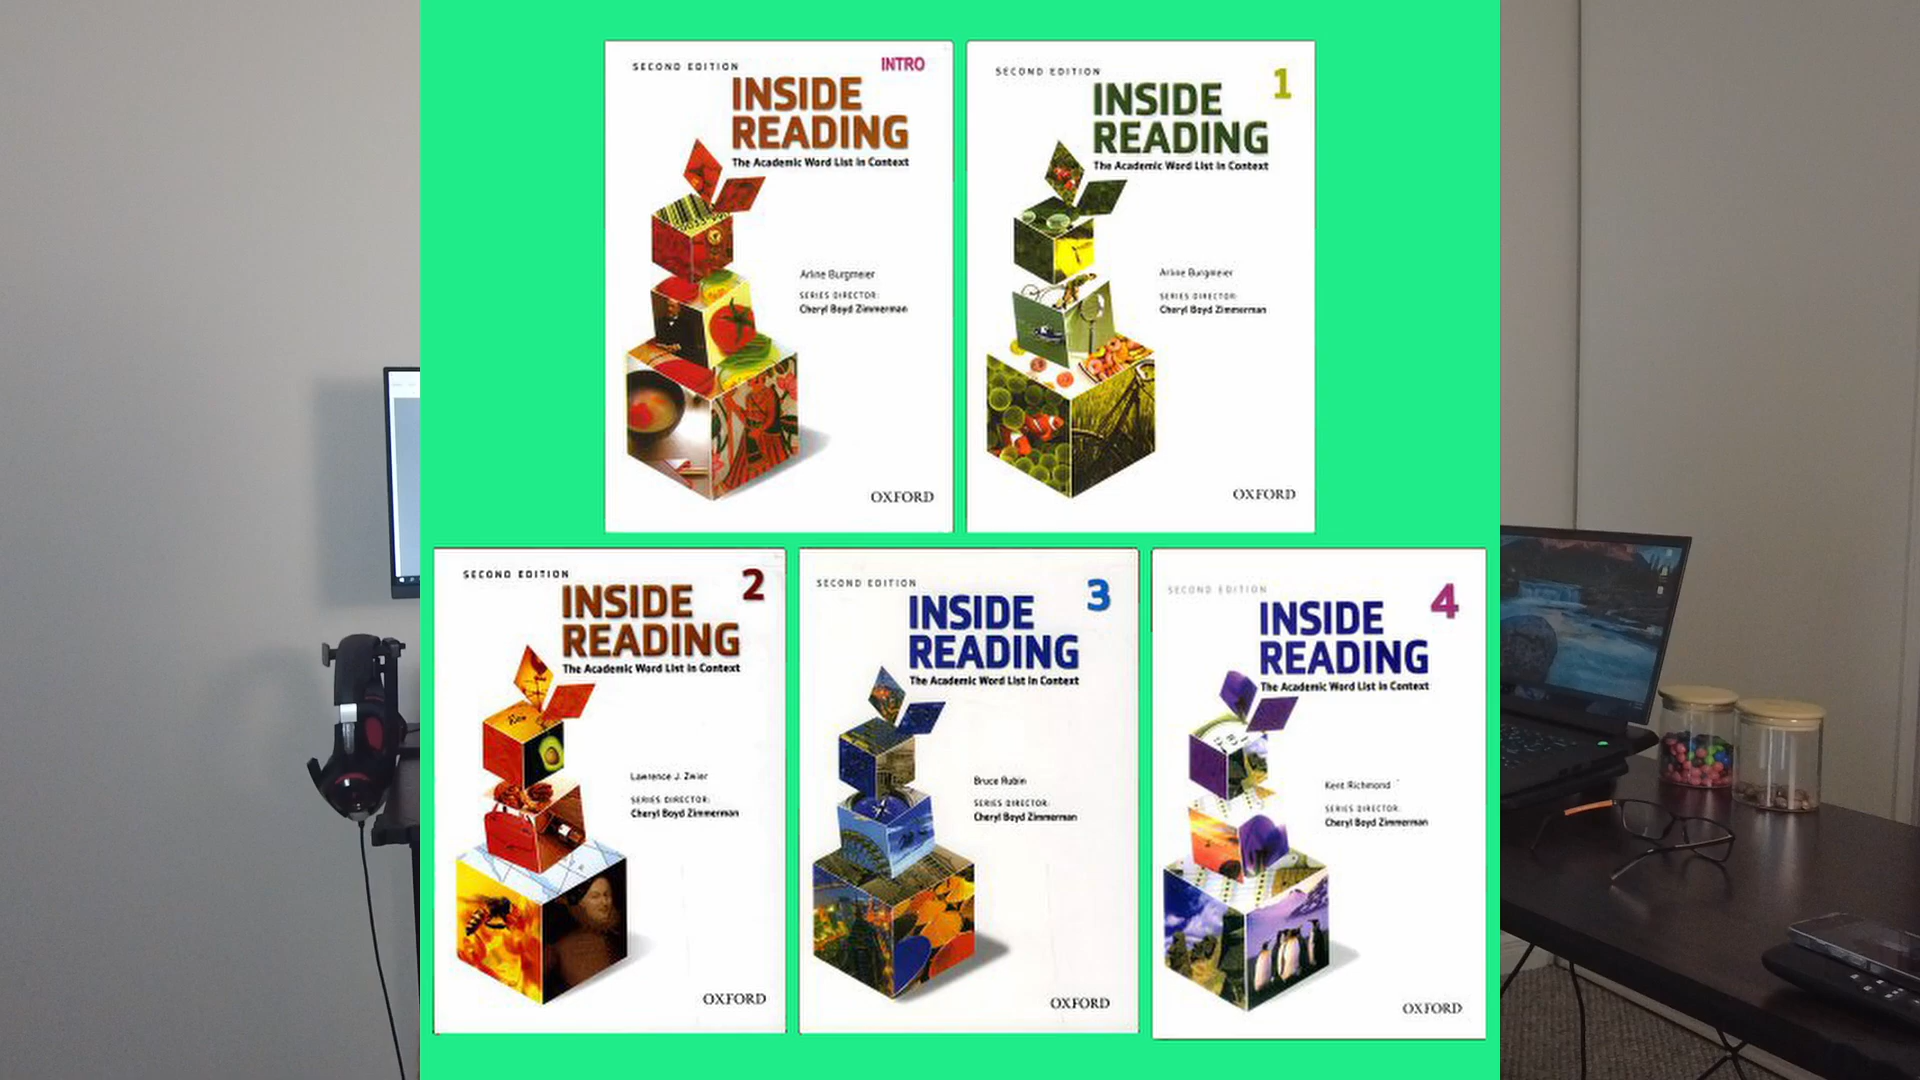 SECOND EDITION
INTRO
INSIDE
READING
The Academic Word List in Context
Arline Burgmeier
SERIES DIRECTOR:
Cheryl Boyd Zimmerman
OXFORD
SECOND EDITION
1
INSIDE
READING
The Academic Word List in Context
Arline Burgmeier
SERIES DIRECTOR:
Cheryl Boyd Zimmerman
OXFORD
SECOND EDITION
2
INSIDE
READING
The Academic Word List in Context
Lawrence J. Zwier
SERIES DIRECTOR:
Cheryl Boyd Zimmerman
OXFORD
SECOND EDITION
3
INSIDE
READING
The Academic Word List in Context
Bruce Rubin
SERIES DIRECTOR:
Cheryl Boyd Zimmerman
OXFORD
SECOND EDITION
4
INSIDE
READING
The Academic Word List in Context
Kent Richmond
SERIES DIRECTOR:
Cheryl Boyd Zimmerman
OXFORD